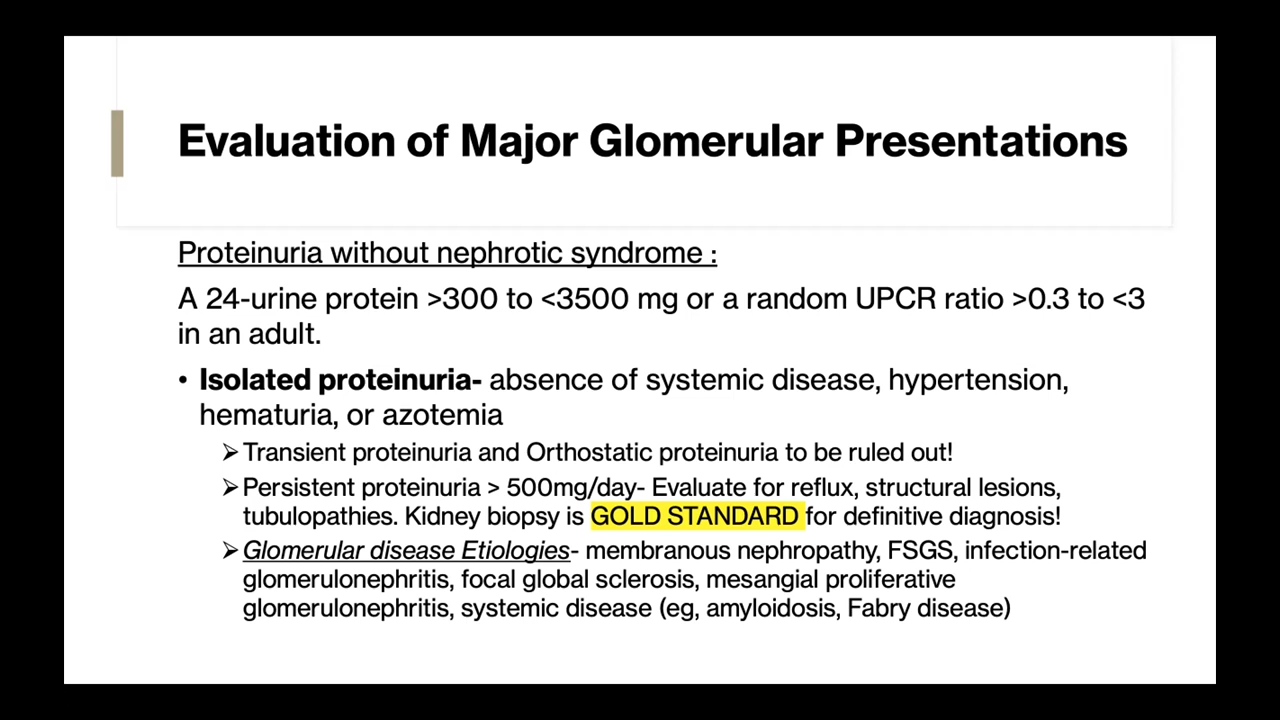 Evaluation of Major Glomerular Presentations
Proteinuria without nephrotic syndrome :
A 24-urine protein >300 to <3500 mg or a random UPCR ratio >0.3 to <3
in an adult.
• Isolated proteinuria- absence of systemic disease, hypertension,
hematuria, or azotemia
➢Transient proteinuria and Orthostatic proteinuria to be ruled out!
➢Persistent proteinuria > 500mg/day- Evaluate for reflux, structural lesions,
tubulopathies. Kidney biopsy is GOLD STANDARD for definitive diagnosis!
➢Glomerular disease Etiologies- membranous nephropathy, FSGS, infection-related
glomerulonephritis, focal global sclerosis, mesangial proliferative
glomerulonephritis, systemic disease (eg, amyloidosis, Fabry disease)